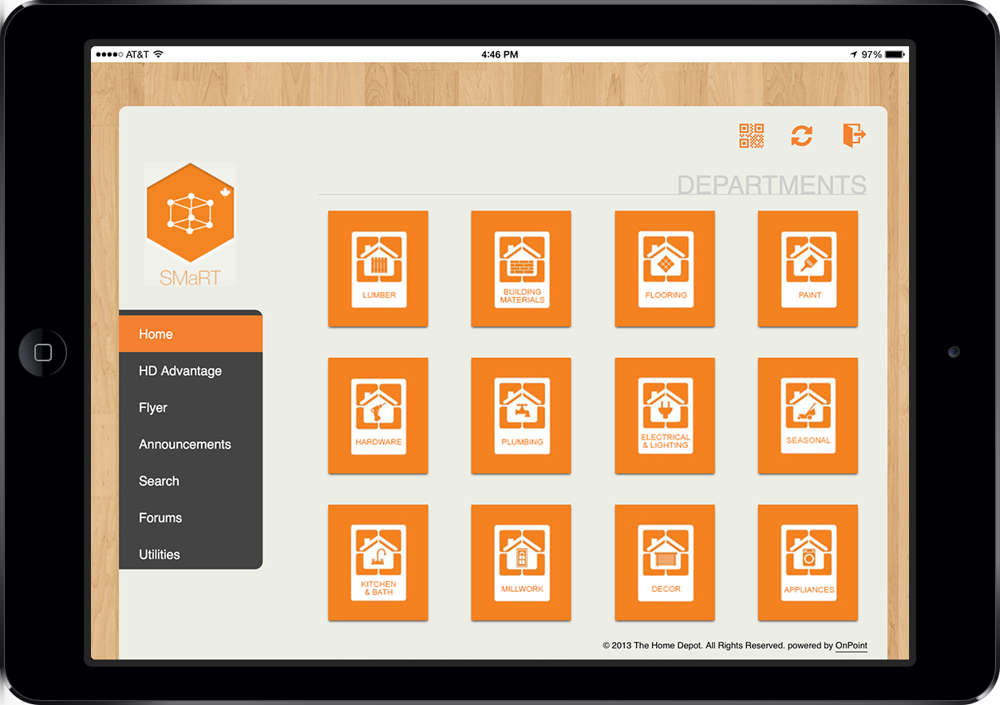 AT&T
4:46 PM
97%
DEPARTMENTS
SMaRT
Home
HD Advantage
Flyer
Announcements
Search
Forums
Utilities
LUMBER
BUILDING
MATERIALS
FLOORING
PAINT
HARDWARE
PLUMBING
ELECTRICAL
& LIGHTING
SEASONAL
KITCHEN
& BATH
MILLWORK
DECOR
APPLIANCES
© 2013 The Home Depot. All Rights Reserved. powered by OnPoint